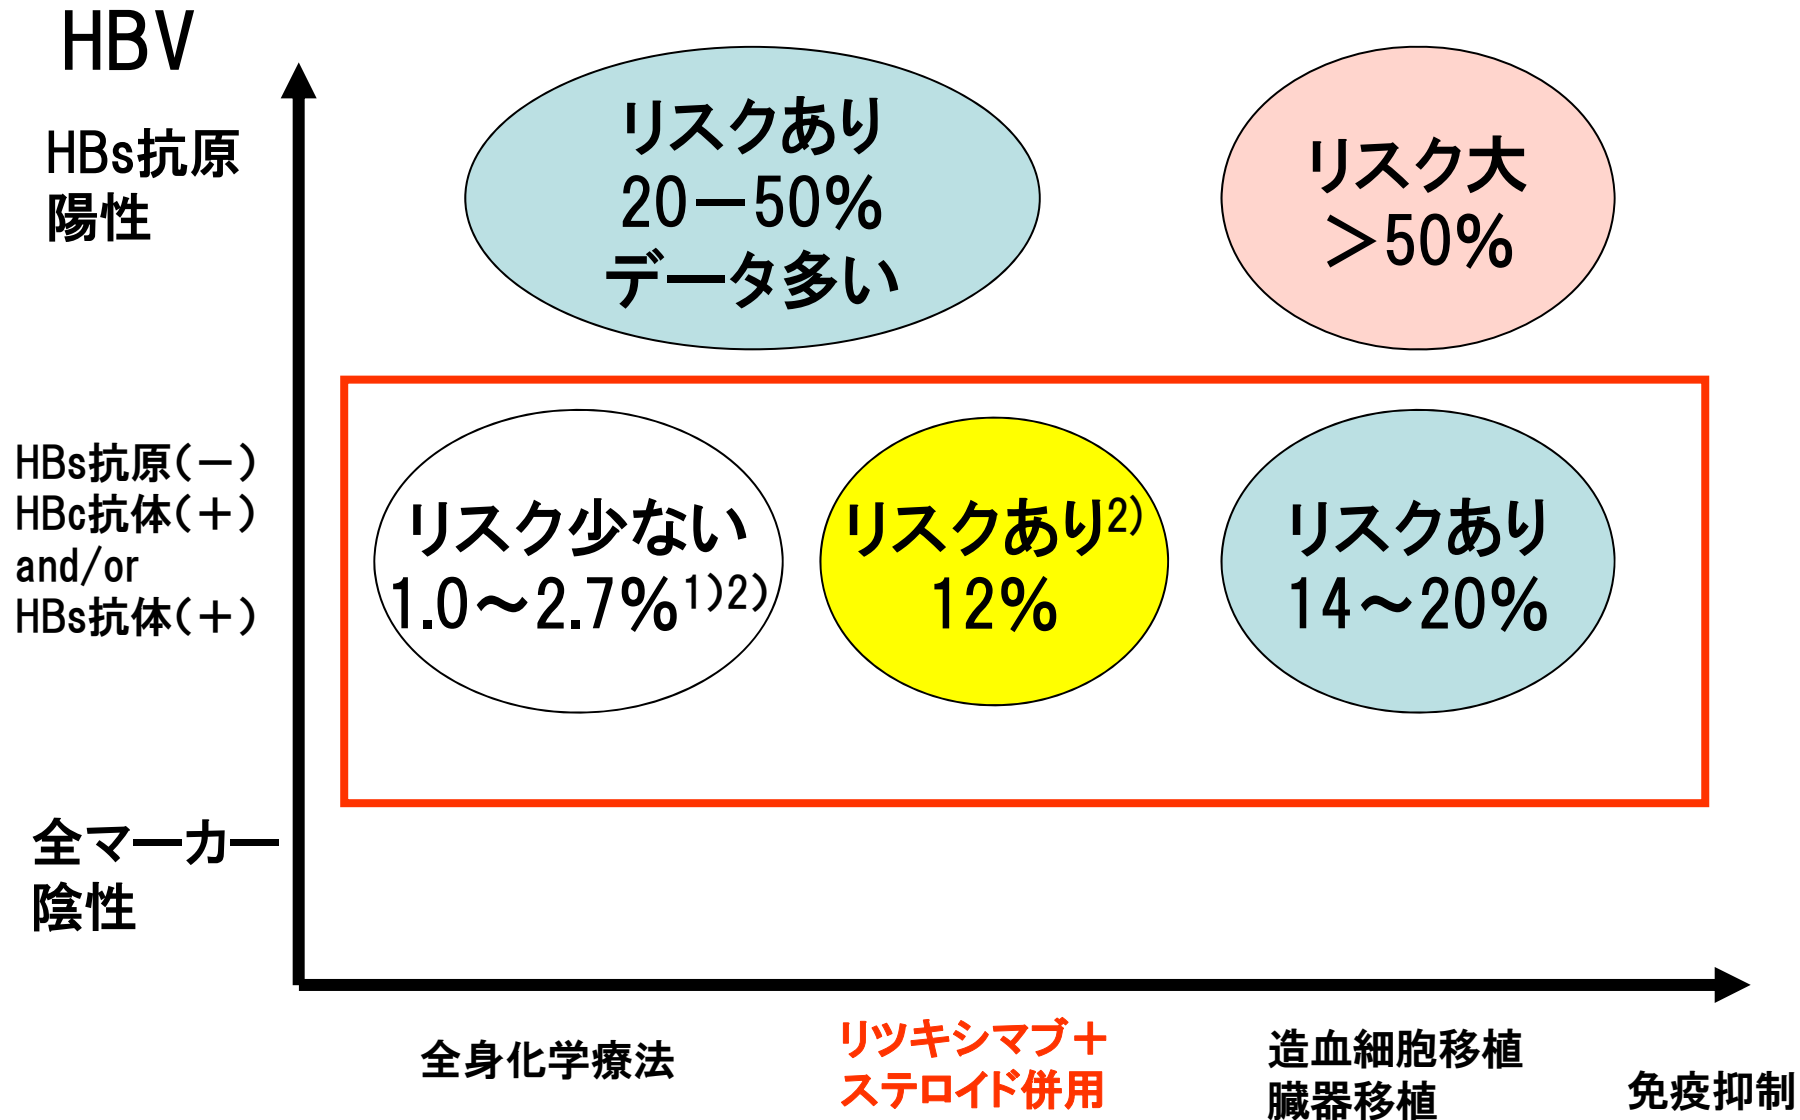 HBV
HBs抗原
陽性
リスクあり
20－50%
データ多い
リスク大
＞50%
HBs抗原(－)
HBc抗体(＋)
and/or
HBs抗体(＋)
リスク少ない
1.0～2.7%1)2)
リスクあり2)
12%
リスクあり
14～20%
全マーカー
陰性
全身化学療法
リツキシマブ＋
ステロイド併用
造血細胞移植
臓器移植
免疫抑制